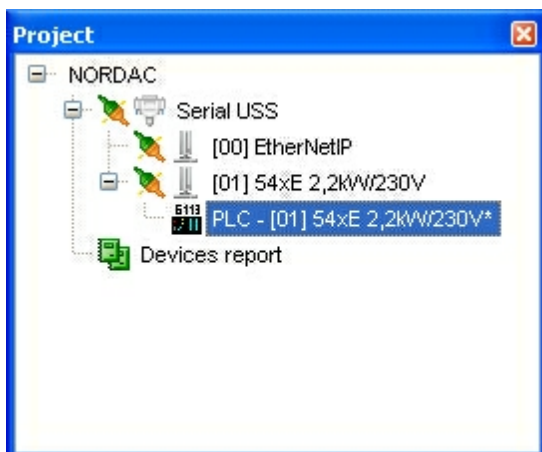 Project
NORDAC
Serial USS
[00] EtherNetIP
[01] 54xE 2,2kW/230V
6113
PLC - [01] 54xE 2,2kW/230V*
Devices report